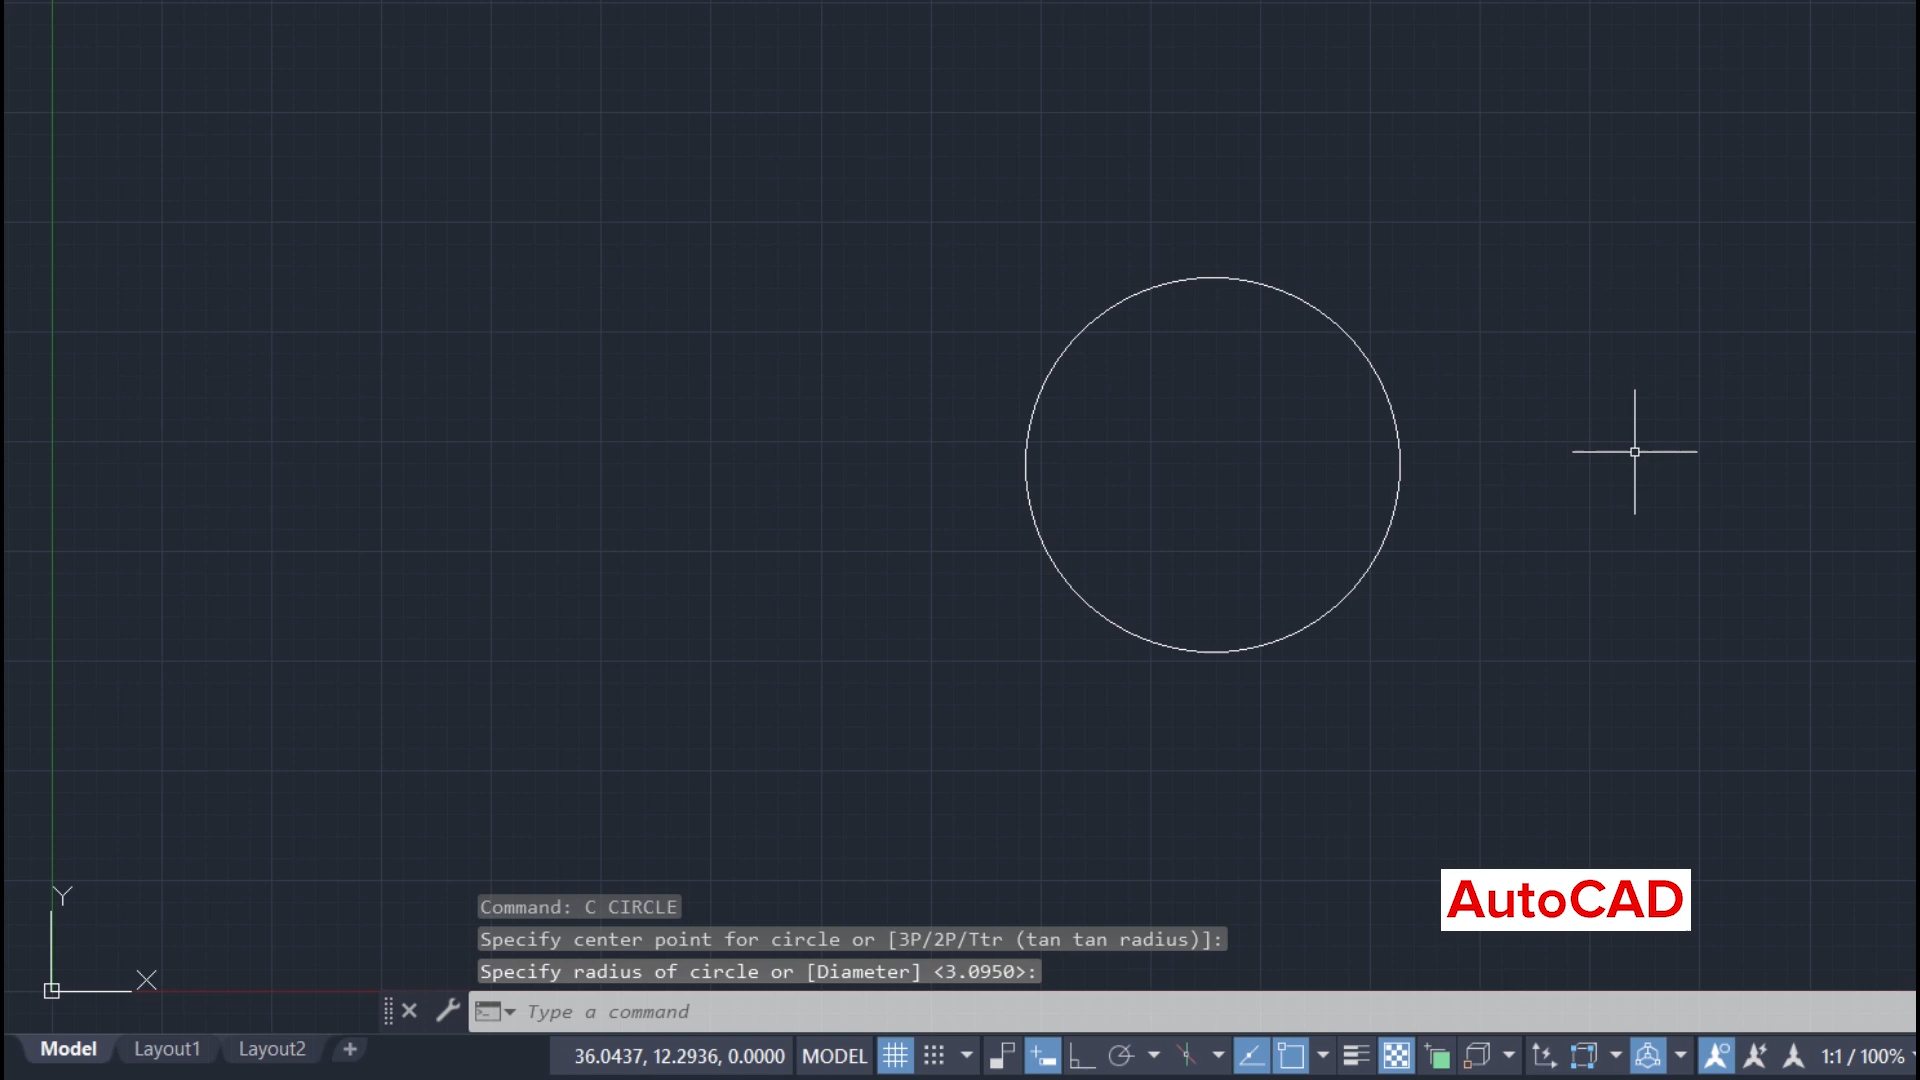 Y
X
AutoCAD
Command: C CIRCLE
Specify center point for circle or [3P/2P/Ttr (tan tan radius)]:
Specify radius of circle or [Diameter] <3.0950>:
Type a command
Model Layout1 Layout2 +
36.0437, 12.2936, 0.0000 MODEL 1:1 / 100%